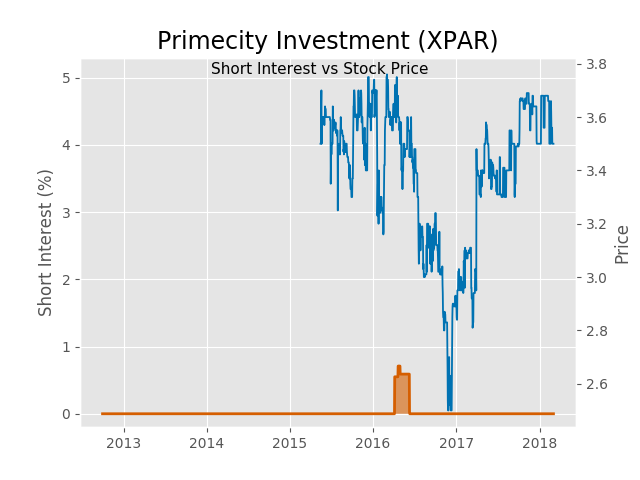 Primecity Investment (XPAR)
Short Interest vs Stock Price
Short Interest (%)
5
4
3
2
1
0
3.8
3.6
3.4
3.2
3.0
2.8
2.6
Price
2013 2014 2015 2016 2017 2018